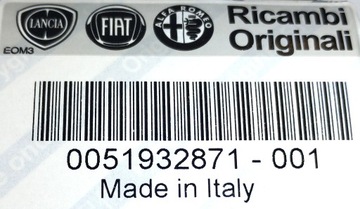 LANCIA FIAT ALFA ROMEO Ricambi
EOM3 Originali
0051932871 - 001
Made in Italy